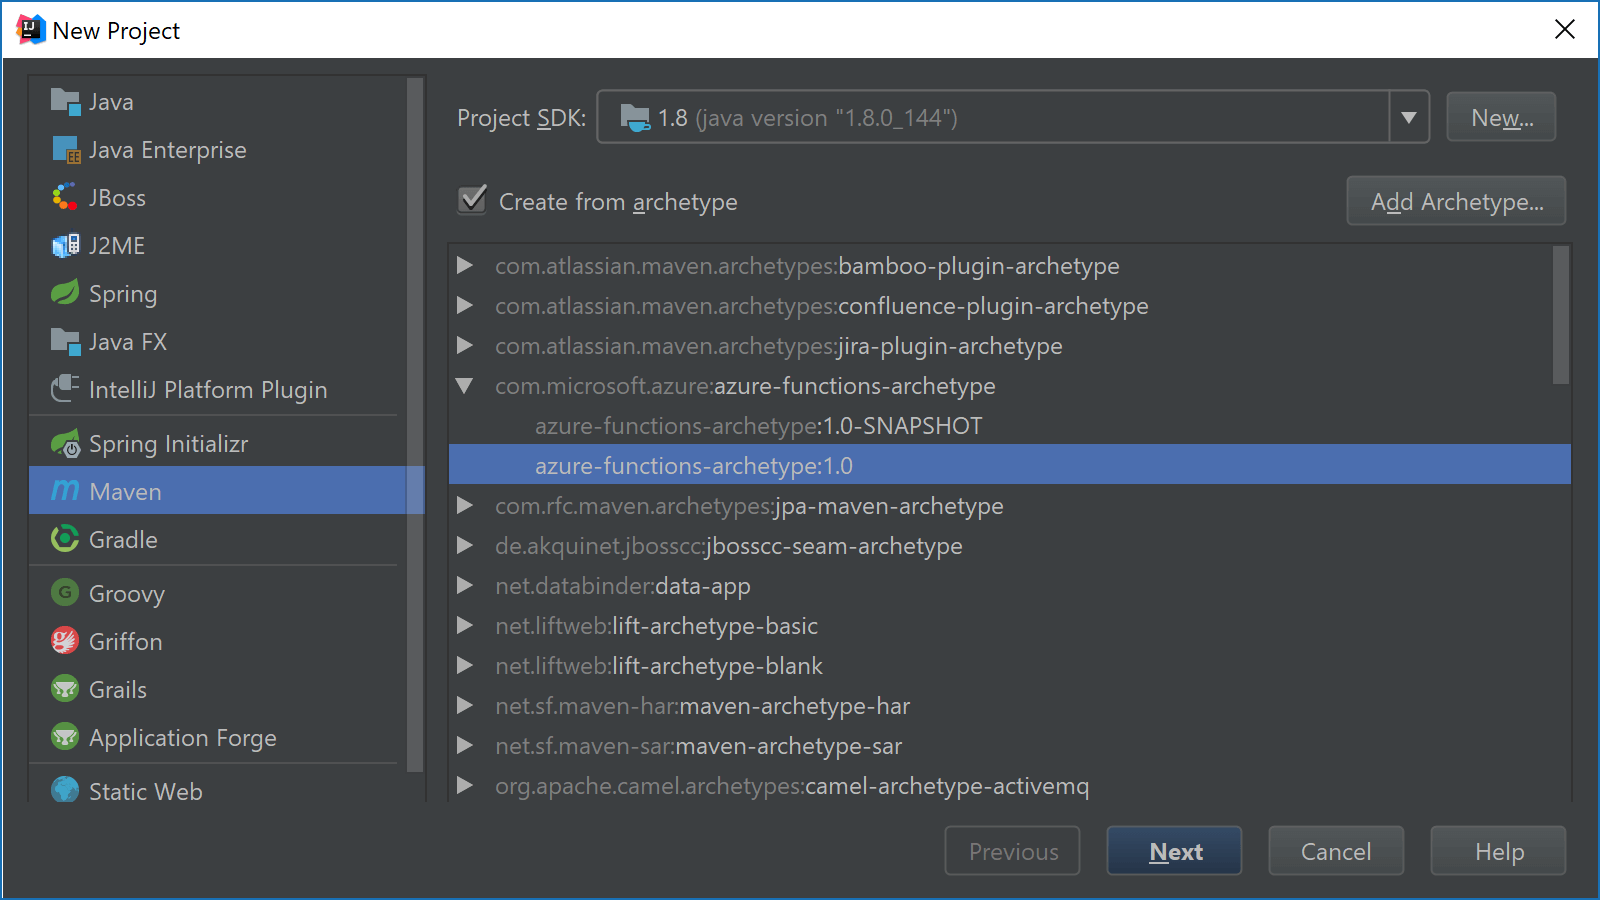 IJ New Project
Java
Java Enterprise
JBoss
J2ME
Spring
Java FX
IntelliJ Platform Plugin
Spring Initializr
m Maven
Gradle
G Groovy
Griffon
Grails
Application Forge
Static Web
Project SDK: 1.8 (java version "1.8.0_144") New...
Create from archetype Add Archetype...
com.atlassian.maven.archetypes:bamboo-plugin-archetype
com.atlassian.maven.archetypes:confluence-plugin-archetype
com.atlassian.maven.archetypes:jira-plugin-archetype
com.microsoft.azure:azure-functions-archetype
azure-functions-archetype:1.0-SNAPSHOT
azure-functions-archetype:1.0
com.rfc.maven.archetypes:jpa-maven-archetype
de.akquinet.jbosscc:jbosscc-seam-archetype
net.databinder:data-app
net.liftweb:lift-archetype-basic
net.liftweb:lift-archetype-blank
net.sf.maven-har:maven-archetype-har
net.sf.maven-sar:maven-archetype-sar
org.apache.camel.archetypes:camel-archetype-activemq
Previous Next Cancel Help